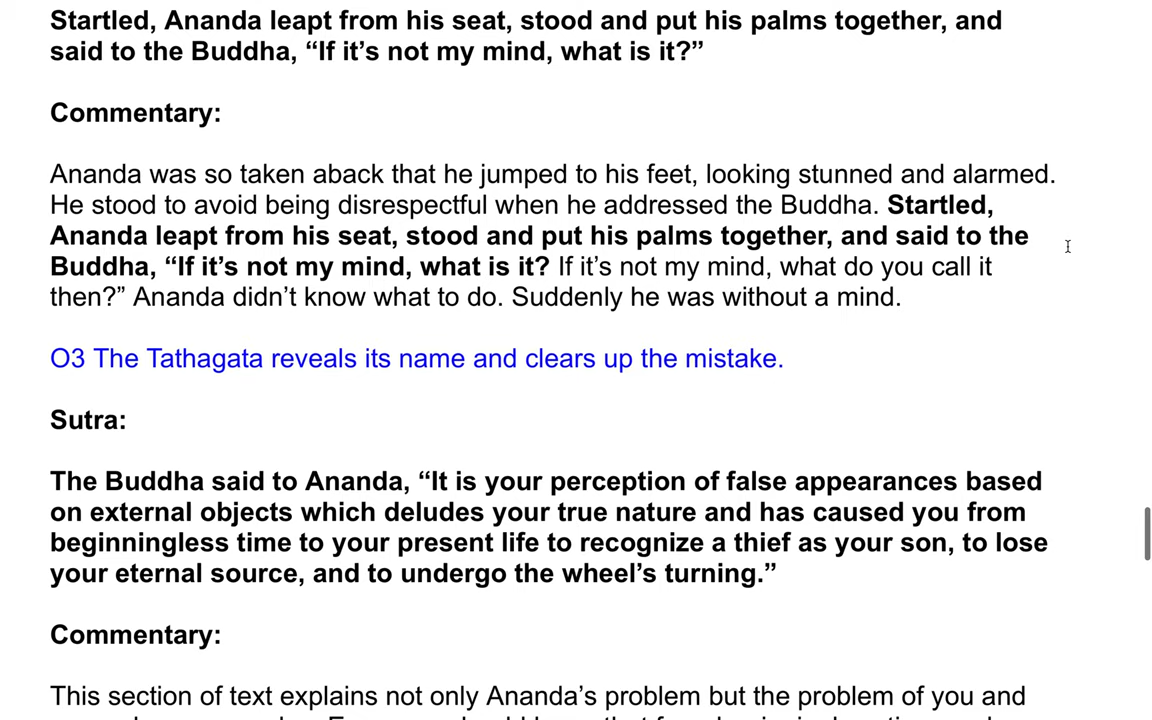 Startled, Ananda leapt from his seat, stood and put his palms together, and
said to the Buddha, “If it’s not my mind, what is it?”
Commentary:
Ananda was so taken aback that he jumped to his feet, looking stunned and alarmed.
He stood to avoid being disrespectful when he addressed the Buddha. Startled,
Ananda leapt from his seat, stood and put his palms together, and said to the
Buddha, “If it’s not my mind, what is it? If it’s not my mind, what do you call it
then?” Ananda didn’t know what to do. Suddenly he was without a mind.
O3 The Tathagata reveals its name and clears up the mistake.
Sutra:
The Buddha said to Ananda, “It is your perception of false appearances based
on external objects which deludes your true nature and has caused you from
beginningless time to your present life to recognize a thief as your son, to lose
your eternal source, and to undergo the wheel’s turning.”
Commentary:
This section of text explains not only Ananda’s problem but the problem of you and